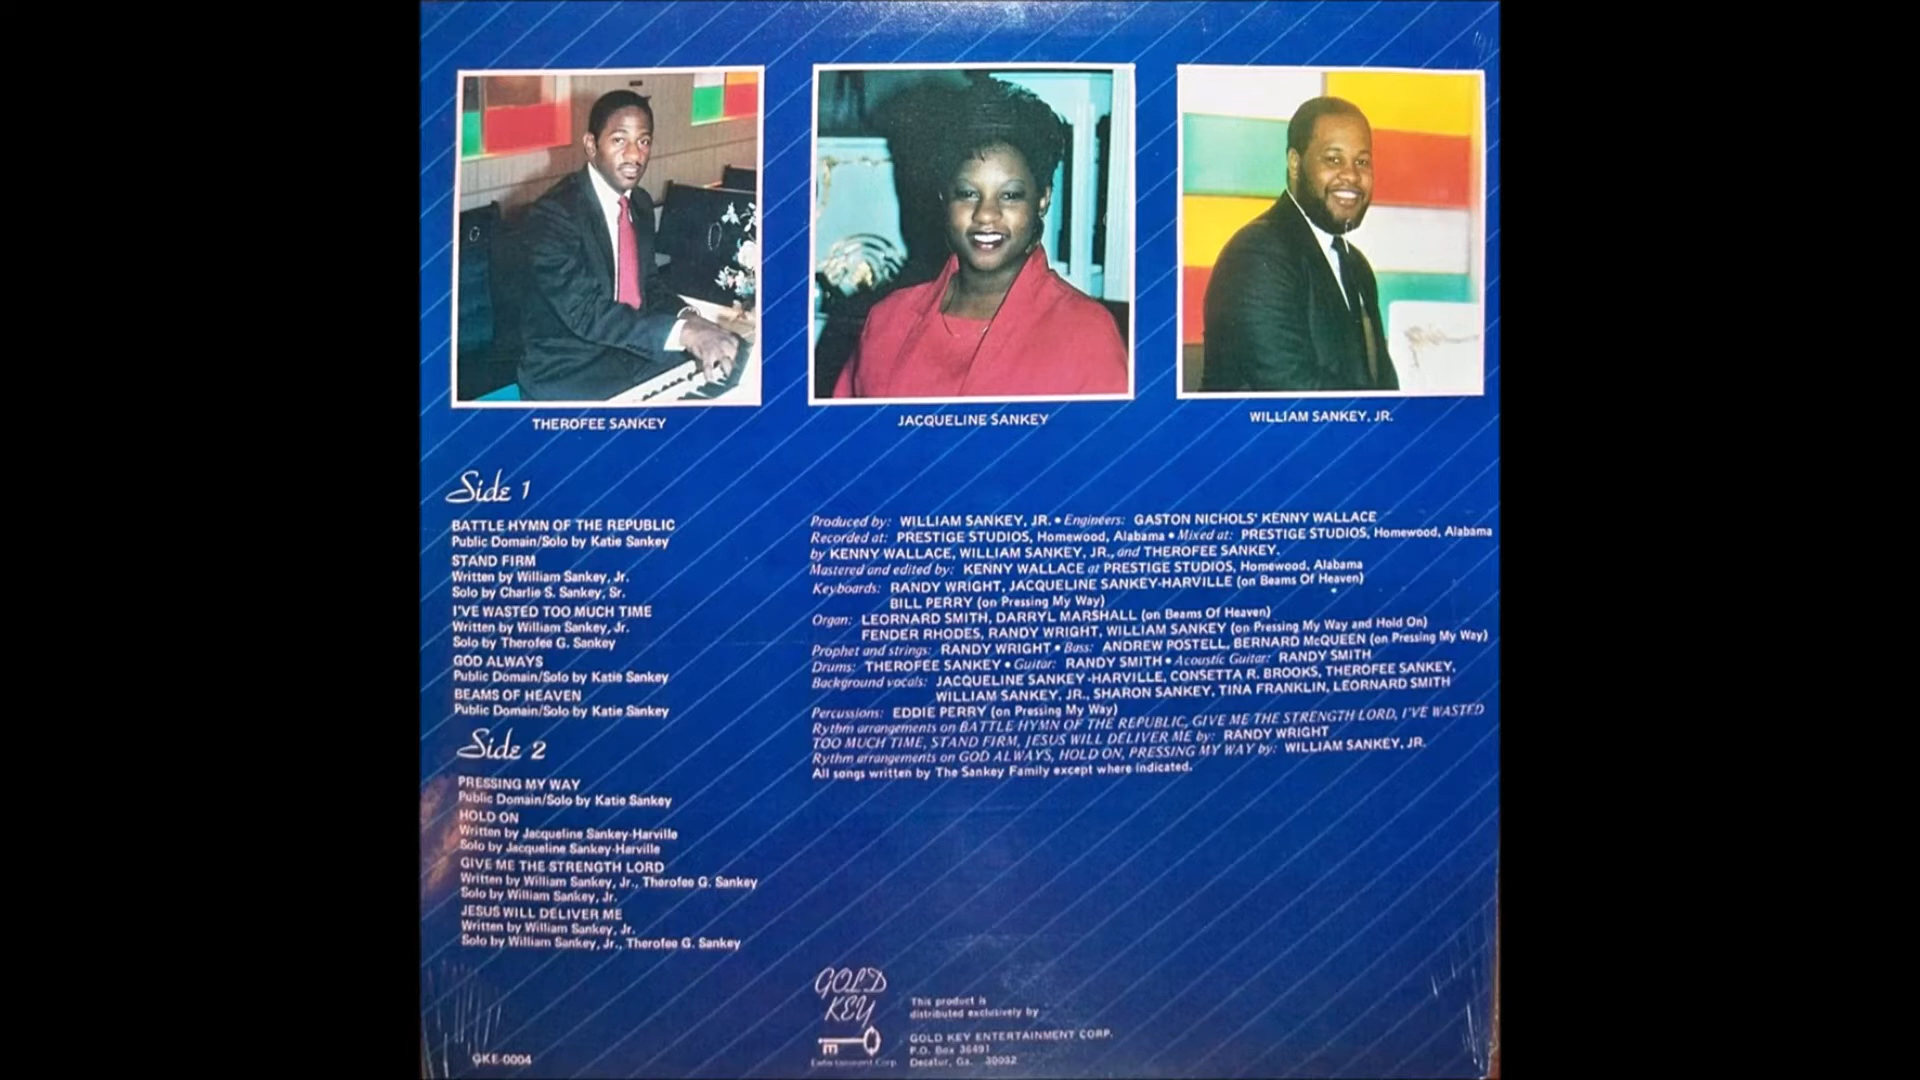 THEROFEE SANKEY
JACQUELINE SANKEY
WILLIAM SANKEY, JR.
Side 1
BATTLE HYMN OF THE REPUBLIC
Public Domain/Solo by Katie Sankey
STAND FIRM
Written by William Sankey, Jr.
Solo by Charlie S. Sankey, Sr.
I'VE WASTED TOO MUCH TIME
Written by William Sankey, Jr.
Solo by Therofee G. Sankey
GOD ALWAYS
Public Domain/Solo by Katie Sankey
BEAMS OF HEAVEN
Public Domain/Solo by Katie Sankey
Side 2
PRESSING MY WAY
Public Domain/Solo by Katie Sankey
HOLD ON
Written by Jacqueline Sankey-Harville
Solo by Jacqueline Sankey-Harville
GIVE ME THE STRENGTH LORD
Written by William Sankey, Jr., Therofee G. Sankey
Solo by William Sankey, Jr.
JESUS WILL DELIVER ME
Written by William Sankey, Jr.
Solo by William Sankey, Jr., Therofee G. Sankey
Produced by: WILLIAM SANKEY, JR. • Engineers: GASTON NICHOLS' KENNY WALLACE
Recorded at: PRESTIGE STUDIOS, Homewood, Alabama • Mixed at: PRESTIGE STUDIOS, Homewood, Alabama
by KENNY WALLACE, WILLIAM SANKEY, JR., and THEROFEE SANKEY.
Mastered and edited by: KENNY WALLACE at PRESTIGE STUDIOS, Homewood, Alabama
Keyboards: RANDY WRIGHT, JACQUELINE SANKEY-HARVILLE (on Beams Of Heaven)
BILL PERRY (on Pressing My Way)
Organ: LEORNARD SMITH, DARRYL MARSHALL (on Beams Of Heaven)
FENDER RHODES, RANDY WRIGHT, WILLIAM SANKEY (on Pressing My Way and Hold On)
Prophet and strings: RANDY WRIGHT • Bass: ANDREW POSTELL, BERNARD McQUEEN (on Pressing My Way)
Drums: THEROFEE SANKEY • Guitar: RANDY SMITH • Acoustic Guitar: RANDY SMITH
Background vocals: JACQUELINE SANKEY-HARVILLE, CONSETTA R. BROOKS, THEROFEE SANKEY,
WILLIAM SANKEY, JR., SHARON SANKEY, TINA FRANKLIN, LEORNARD SMITH
Percussions: EDDIE PERRY (on Pressing My Way)
Rythm arrangements on BATTLE HYMN OF THE REPUBLIC, GIVE ME THE STRENGTH LORD, I'VE WASTED
TOO MUCH TIME, STAND FIRM, JESUS WILL DELIVER ME by: RANDY WRIGHT
Rythm arrangements on GOD ALWAYS, HOLD ON, PRESSING MY WAY by: WILLIAM SANKEY, JR.
All songs written by The Sankey Family except where indicated.
GOLD
KEY
Entertainment Corp.
This product is
distributed exclusively by
GOLD KEY ENTERTAINMENT CORP.
P.O. Box 36491
Decatur, Ga. 30032
GKE-0004